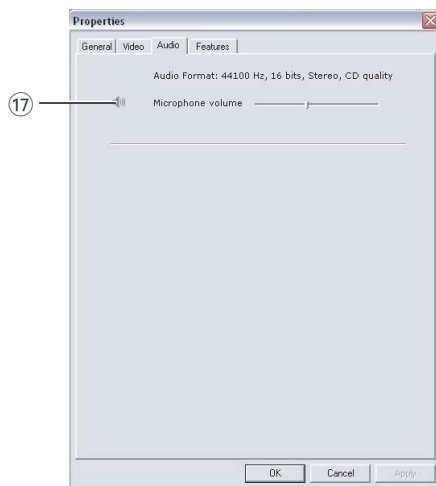 Properties
General Video Audio Features
Audio Format: 44100 Hz, 16 bits, Stereo, CD quality
⑰ Microphone volume
OK Cancel Apply